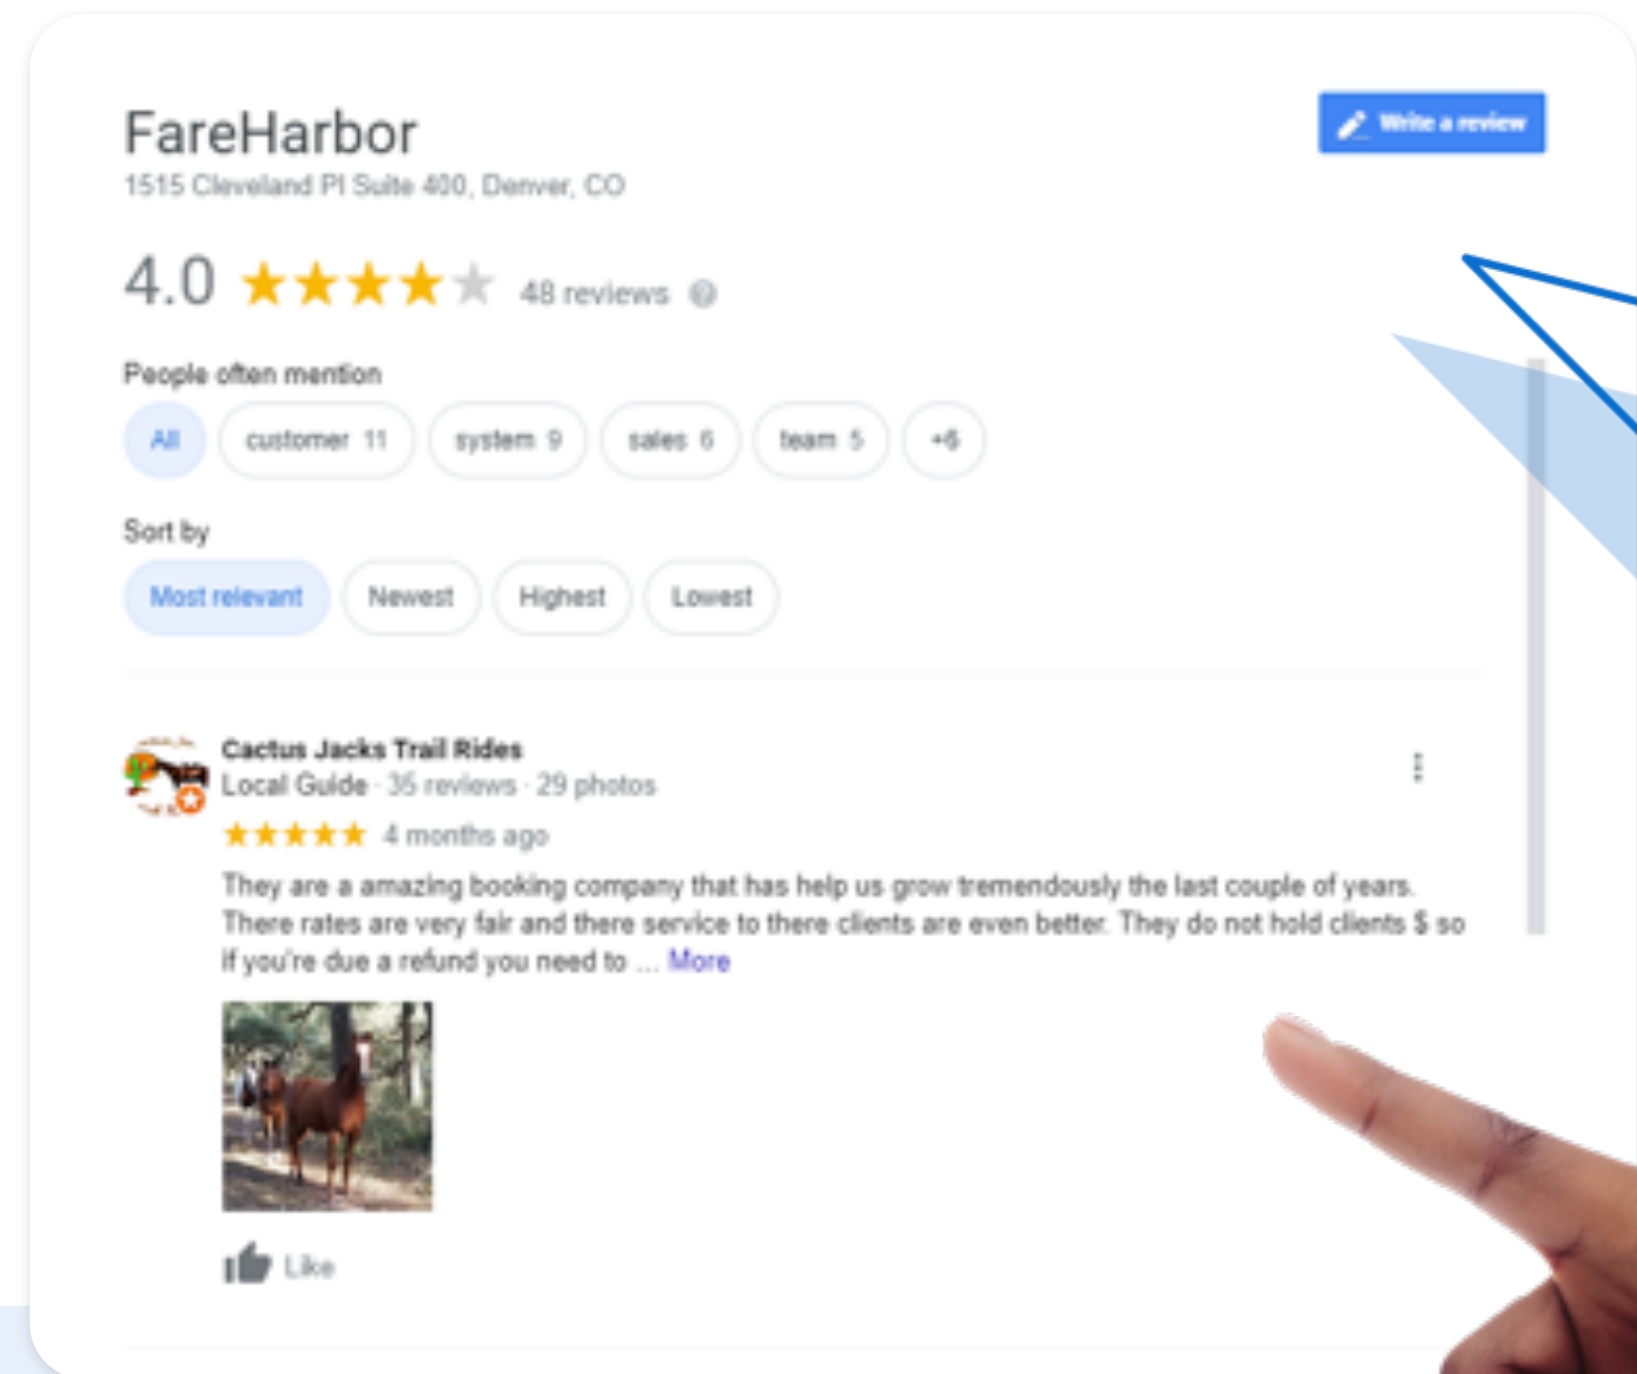 FareHarbor
Write a review
1515 Cleveland Pl Suite 400, Denver, CO
4.0 48 reviews
People often mention
All customer 11 system 9 sales 6 team 5 +6
Sort by
Most relevant Newest Highest Lowest
Cactus Jacks Trail Rides
Local Guide · 35 reviews · 29 photos
4 months ago
They are a amazing booking company that has help us grow tremendously the last couple of years.
There rates are very fair and there service to there clients are even better. They do not hold clients $ so
if you're due a refund you need to ... More
Like